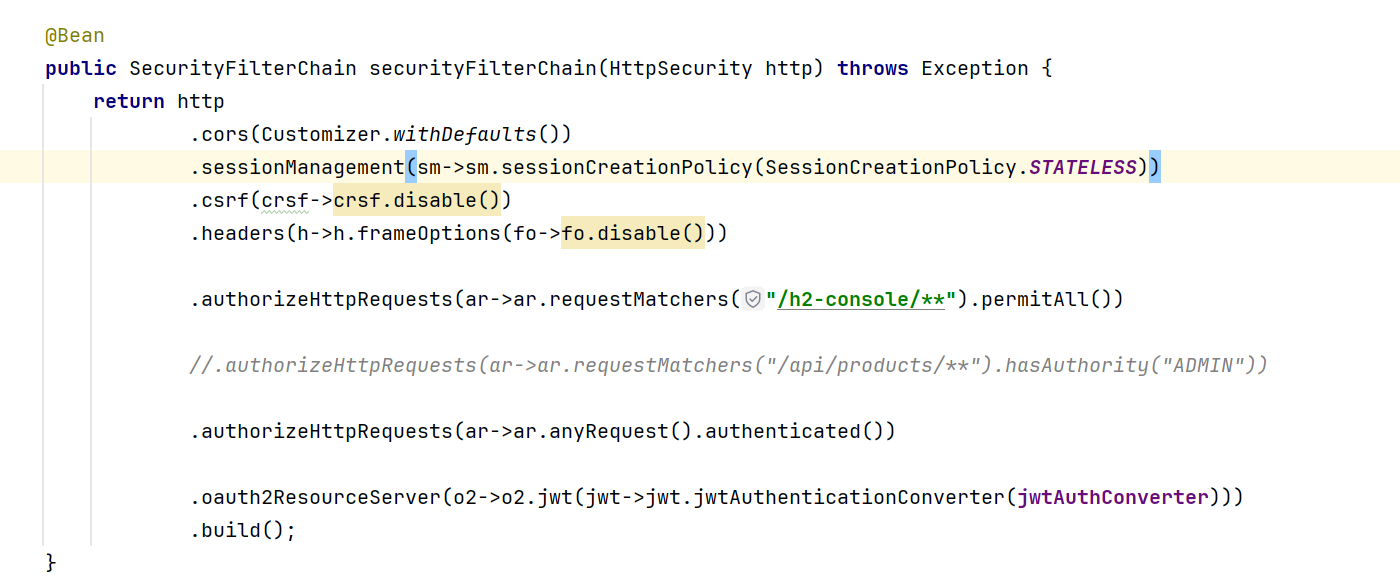 @Bean
public SecurityFilterChain securityFilterChain(HttpSecurity http) throws Exception {
return http
.cors(Customizer.withDefaults())
.sessionManagement(sm->sm.sessionCreationPolicy(SessionCreationPolicy.STATELESS))
.csrf(crsf->crsf.disable())
.headers(h->h.frameOptions(fo->fo.disable()))
.authorizeHttpRequests(ar->ar.requestMatchers("/h2-console/**").permitAll())
//.authorizeHttpRequests(ar->ar.requestMatchers("/api/products/**").hasAuthority("ADMIN"))
.authorizeHttpRequests(ar->ar.anyRequest().authenticated())
.oauth2ResourceServer(o2->o2.jwt(jwt->jwt.jwtAuthenticationConverter(jwtAuthConverter)))
.build();
}